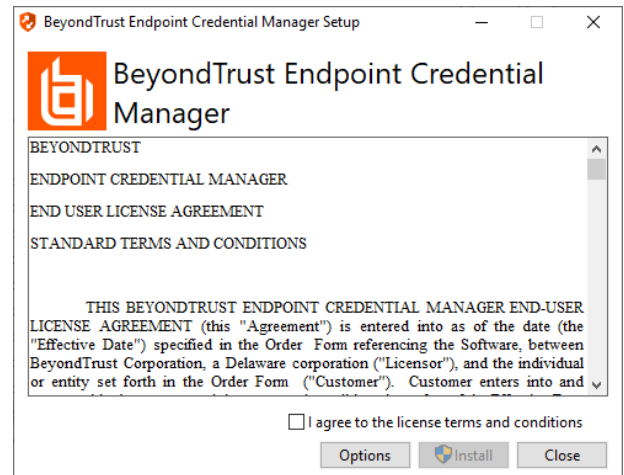 BeyondTrust Endpoint Credential Manager Setup
BeyondTrust Endpoint Credential
Manager
BEYONDTRUST
ENDPOINT CREDENTIAL MANAGER
END USER LICENSE AGREEMENT
STANDARD TERMS AND CONDITIONS
THIS BEYONDTRUST ENDPOINT CREDENTIAL MANAGER END-USER
LICENSE AGREEMENT (this "Agreement") is entered into as of the date (the
"Effective Date") specified in the Order Form referencing the Software, between
BeyondTrust Corporation, a Delaware corporation ("Licensor"), and the individual
or entity set forth in the Order Form ("Customer"). Customer enters into and
I agree to the license terms and conditions
Options
Install
Close